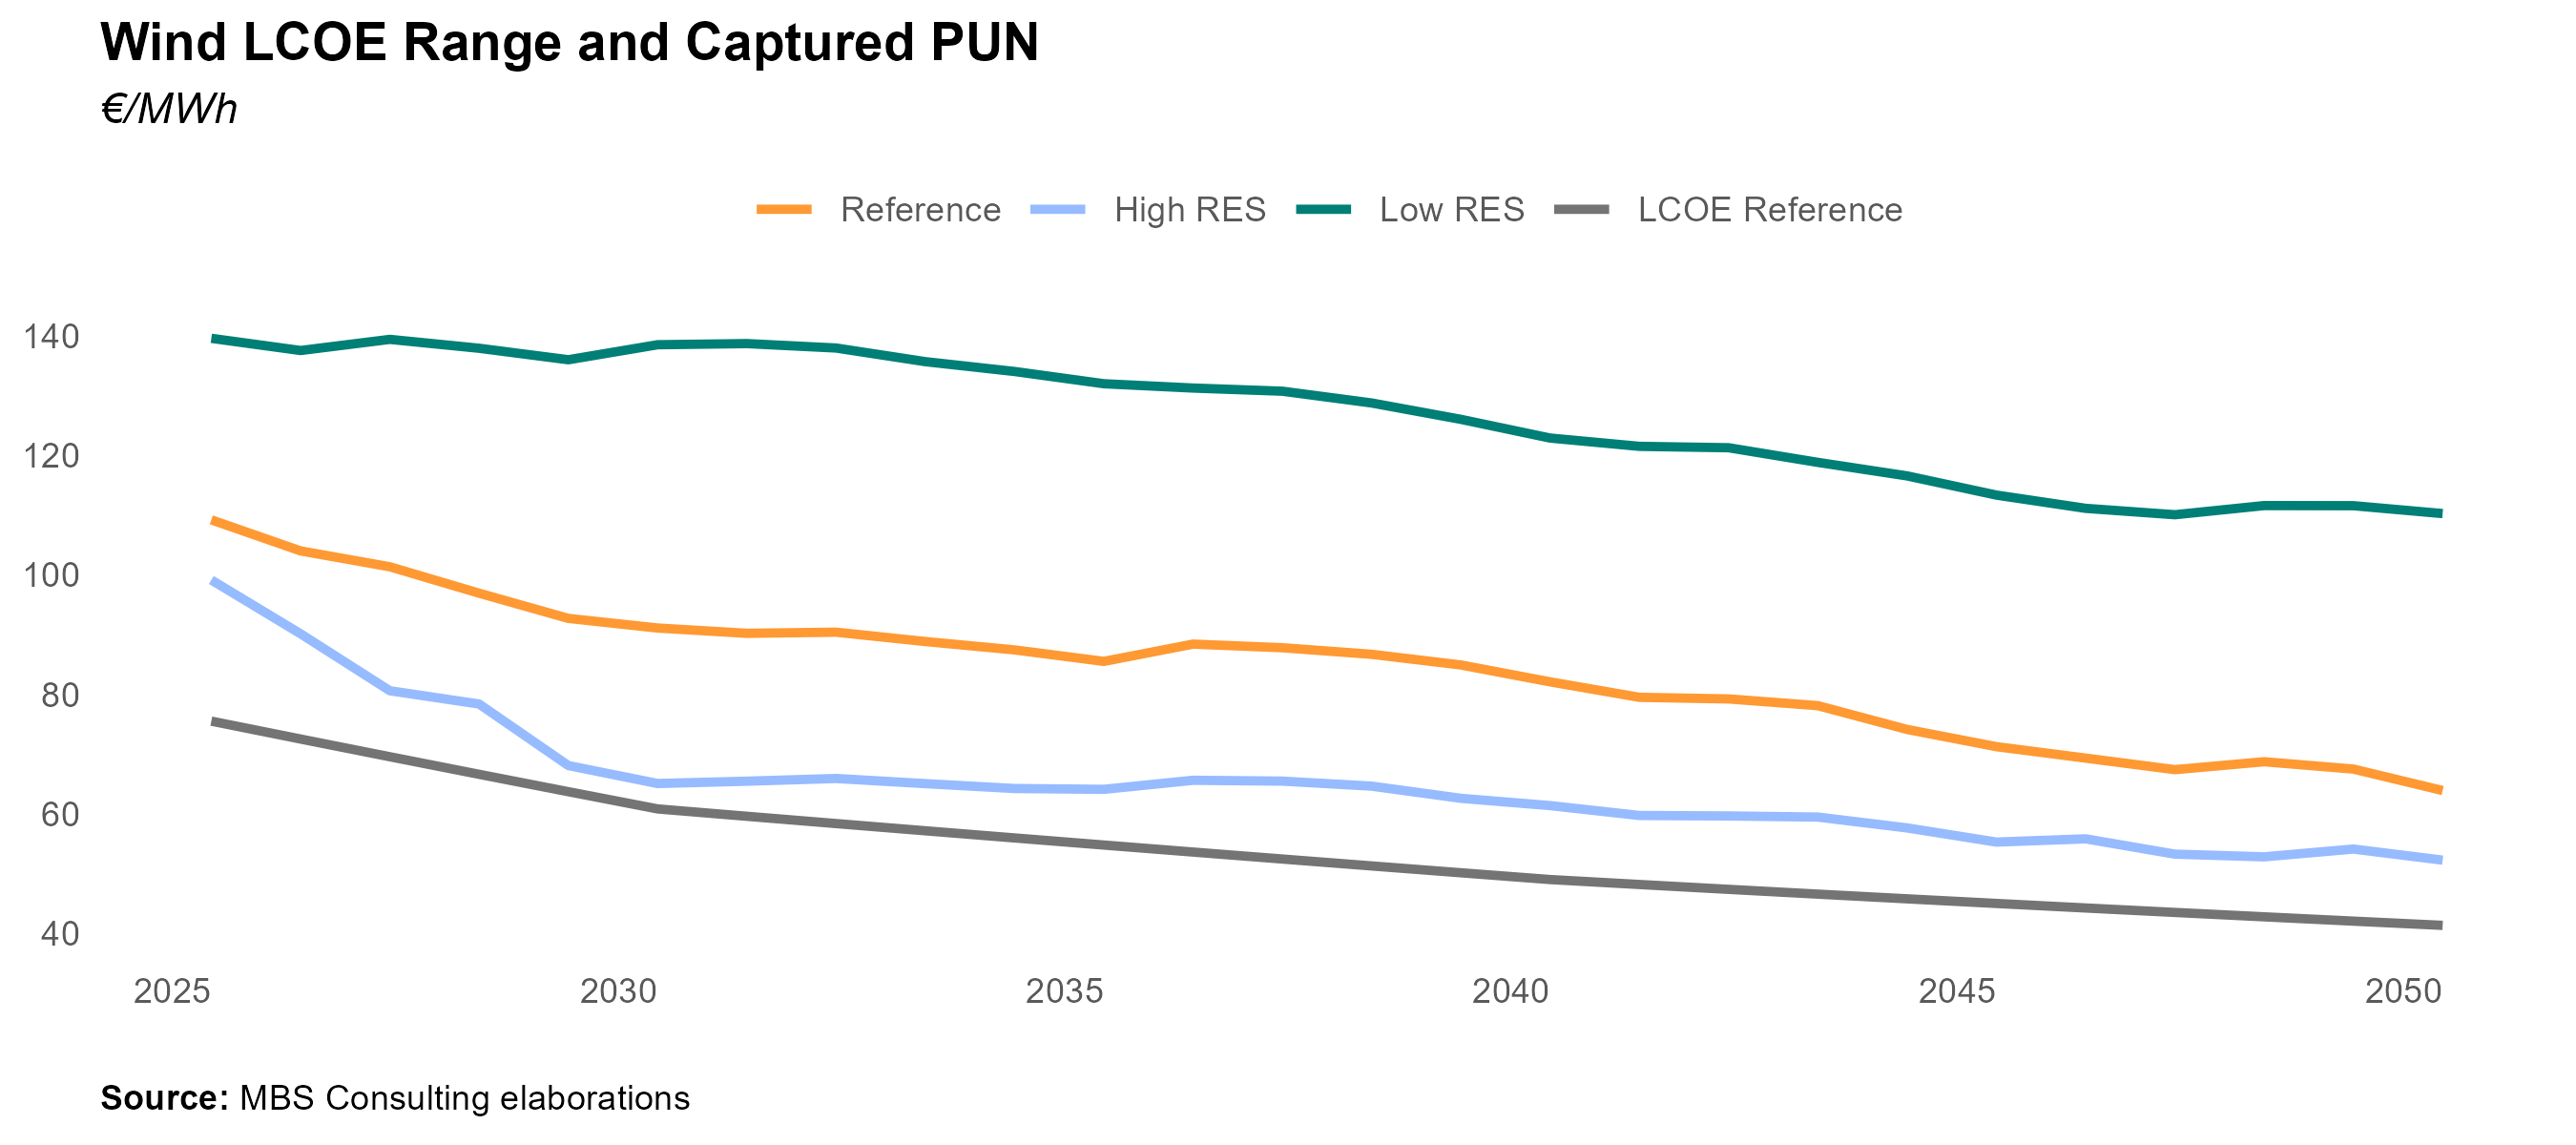 Wind LCOE Range and Captured PUN
€/MWh
Reference High RES Low RES LCOE Reference
140
120
100
80
60
40
2025 2030 2035 2040 2045 2050
Source: MBS Consulting elaborations